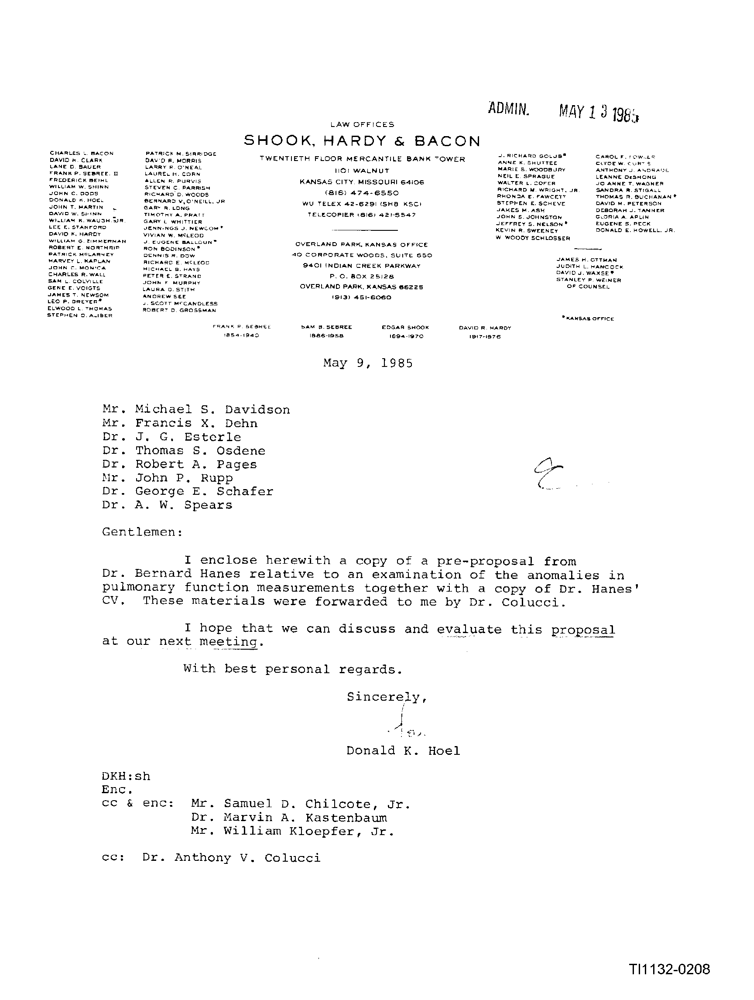 ADMIN. MAY 13 1985
LAW OFFICES
SHOOK, HARDY & BACON
TWENTIETH FLOOR MERCANTILE BANK TOWER
1101 WALNUT
KANSAS CITY, MISSOURI 64106
(816) 474-6550
WU TELEX 42-6291 (SHB KSC)
TELECOPIER (816) 421-5547
OVERLAND PARK, KANSAS OFFICE
40 CORPORATE WOODS, SUITE 650
9401 INDIAN CREEK PARKWAY
P. O. BOX 25128
OVERLAND PARK, KANSAS 66225
(913) 451-6060
CHARLES L. BACON
DAVID H. CLARK
LANE D. BAUER
FRANK P. SEBREE, II
FREDERICK BEIHL
WILLIAM W. SHINN
JOHN C. DODS
DONALD K. HOEL
JOHN T. MARTIN
DAVID W. SHINN
WILLIAM K. WAUGH, JR.
LEE E. STANFORD
DAVID K. HARDY
WILLIAM G. ZIMMERMAN
ROBERT E. NORTHRIP
PATRICK McLARNEY
HARVEY L. KAPLAN
JOHN C. MONICA
CHARLES R. WALL
SAM L. COLVILLE
GENE E. VOIGTS
JAMES T. NEWSOM
LEO P. DREYER*
ELWOOD L. THOMAS
STEPHEN D. ALIBER
PATRICK M. SIRRIDGE
DAVID R. MORRIS
LARRY R. O'NEAL
LAUREL H. CORN
ALLEN R. PURVIS
STEVEN C. PARRISH
RICHARD D. WOODS
BERNARD V. O'NEILL, JR
GARY R. LONG
TIMOTHY A. PRATT
GARY L. WHITTIER
JENNINGS J. NEWCOM*
VIVIAN W. McLEOD
J. EUGENE BALLOUN*
RON BODINSON*
DENNIS R. DOW
RICHARD E. McLEOD
MICHAEL B. HAYS
PETER E. STRAND
JOHN F. MURPHY
LAURA D. STITH
ANDREW SEE
J. SCOTT McCANDLESS
ROBERT D. GROSSMAN
J. RICHARD GOLUB*
ANNE K. SHUTTEE
MARIE S. WOODBURY
NEIL E. SPRAGUE
WALTER L. COFER
RICHARD M. WRIGHT, JR.
RHONDA E. FAWCETT
STEPHEN E. SCHEVE
JAMES M. ASH
JOHN S. JOHNSTON
JEFFREY S. NELSON*
KEVIN R. SWEENEY
W. WOODY SCHLOSSER
CAROL F. FOWLER
CLYDE W. CURTIS
ANTHONY J. ANDRADE
LEANNE DESHONG
JO ANNE T. WAGNER
SANDRA R. STIGALL
THOMAS R. BUCHANAN*
DAVID M. PETERSON
DEBORAH J. TANNER
GLORIA A. APLIN
EUGENE S. PECK
DONALD E. HOWELL, JR.
JAMES H. OTTMAN
JUDITH L. HANCOCK
DAVID J. WAXSE*
STANLEY P. WEINER
OF COUNSEL
*KANSAS OFFICE
FRANK P. SEBREE SAM B. SEBREE EDGAR SHOOK DAVID R. HARDY
1854-1940 1886-1958 1894-1970 1917-1976
May 9, 1985
Mr. Michael S. Davidson
Mr. Francis X. Dehn
Dr. J. G. Esterle
Dr. Thomas S. Osdene
Dr. Robert A. Pages
Mr. John P. Rupp
Dr. George E. Schafer
Dr. A. W. Spears
Gentlemen:
I enclose herewith a copy of a pre-proposal from
Dr. Bernard Hanes relative to an examination of the anomalies in
pulmonary function measurements together with a copy of Dr. Hanes'
CV. These materials were forwarded to me by Dr. Colucci.
I hope that we can discuss and evaluate this proposal
at our next meeting.
With best personal regards.
Sincerely,
Donald K. Hoel
DKH:sh
Enc.
cc & enc: Mr. Samuel D. Chilcote, Jr.
Dr. Marvin A. Kastenbaum
Mr. William Kloepfer, Jr.
cc: Dr. Anthony V. Colucci
TI1132-0208